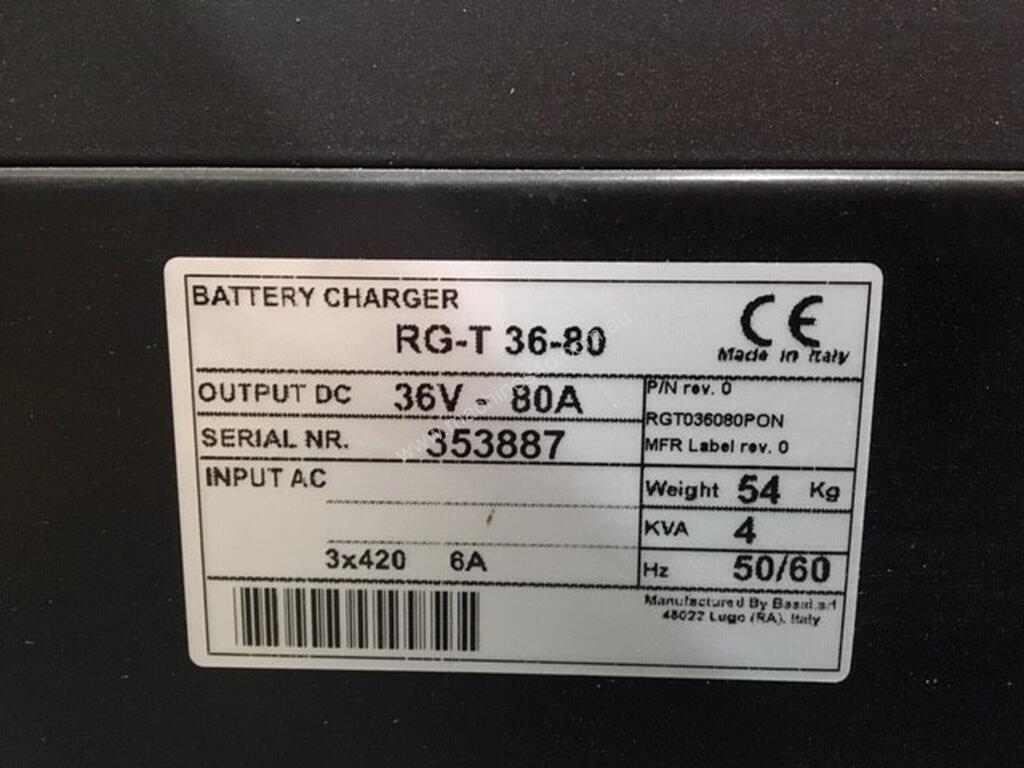 BATTERY CHARGER
RG-T 36-80
CE
Made in Italy
OUTPUT DC 36V - 80A
P/N rev. 0
RGT036080PON
MFR Label rev. 0
SERIAL NR. 353887
INPUT AC
3x420 6A
Weight 54 Kg
KVA 4
Hz 50/60
Manufactured By
48022 Lugo (RA), Italy